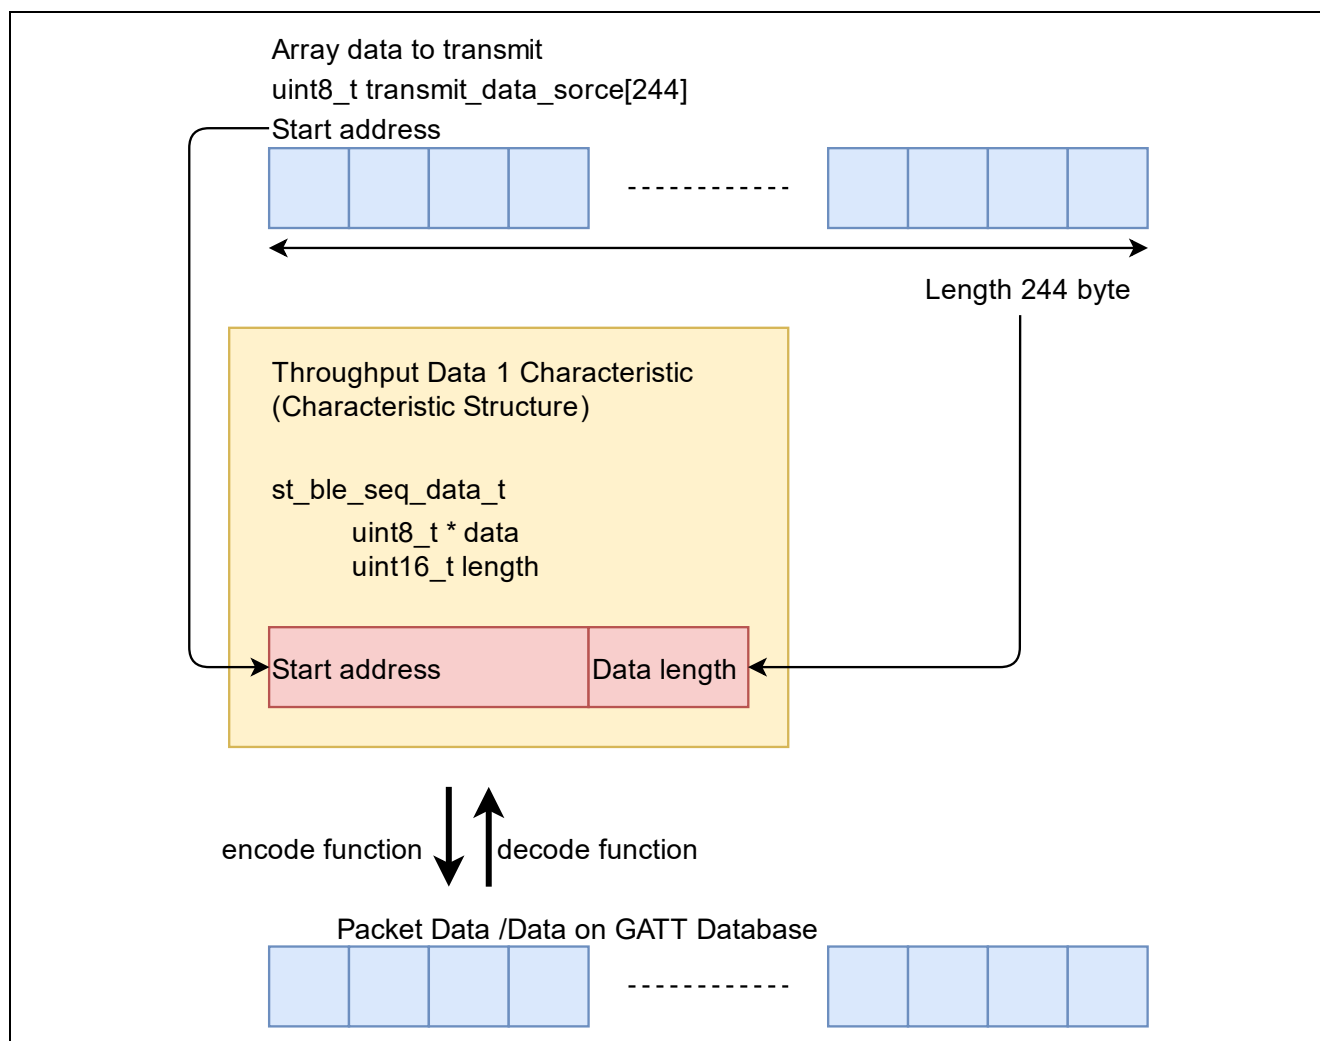 Array data to transmit
uint8_t transmit_data_sorce[244]
Start address
Length 244 byte
Throughput Data 1 Characteristic
(Characteristic Structure)
st_ble_seq_data_t
uint8_t * data
uint16_t length
Start address
Data length
encode function
decode function
Packet Data /Data on GATT Database